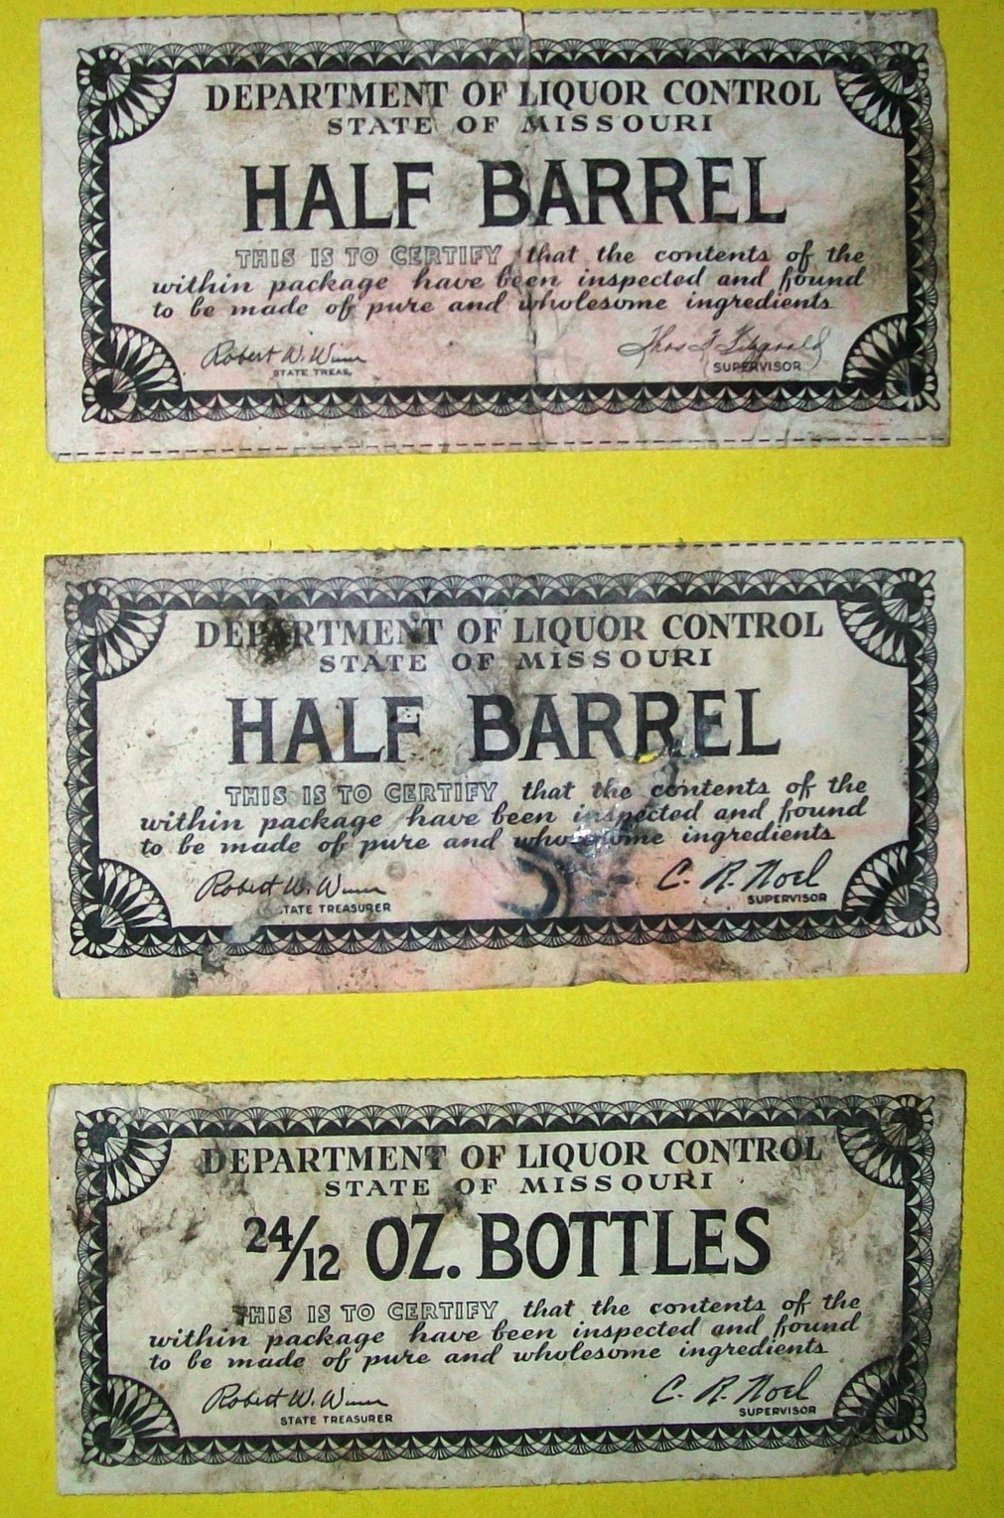 DEPARTMENT OF LIQUOR CONTROL
STATE OF MISSOURI
HALF BARREL
THIS IS TO CERTIFY that the contents of the
within package have been inspected and found
to be made of pure and wholesome ingredients
Robert W. Winn
STATE TREAS.
SUPERVISOR
DEPARTMENT OF LIQUOR CONTROL
STATE OF MISSOURI
HALF BARREL
THIS IS TO CERTIFY that the contents of the
within package have been inspected and found
to be made of pure and wholesome ingredients
Robert W. Winn C. R. Noel
STATE TREASURER SUPERVISOR
DEPARTMENT OF LIQUOR CONTROL
STATE OF MISSOURI
24/12 OZ. BOTTLES
THIS IS TO CERTIFY that the contents of the
within package have been inspected and found
to be made of pure and wholesome ingredients
Robert W. Winn C. R. Noel
STATE TREASURER SUPERVISOR